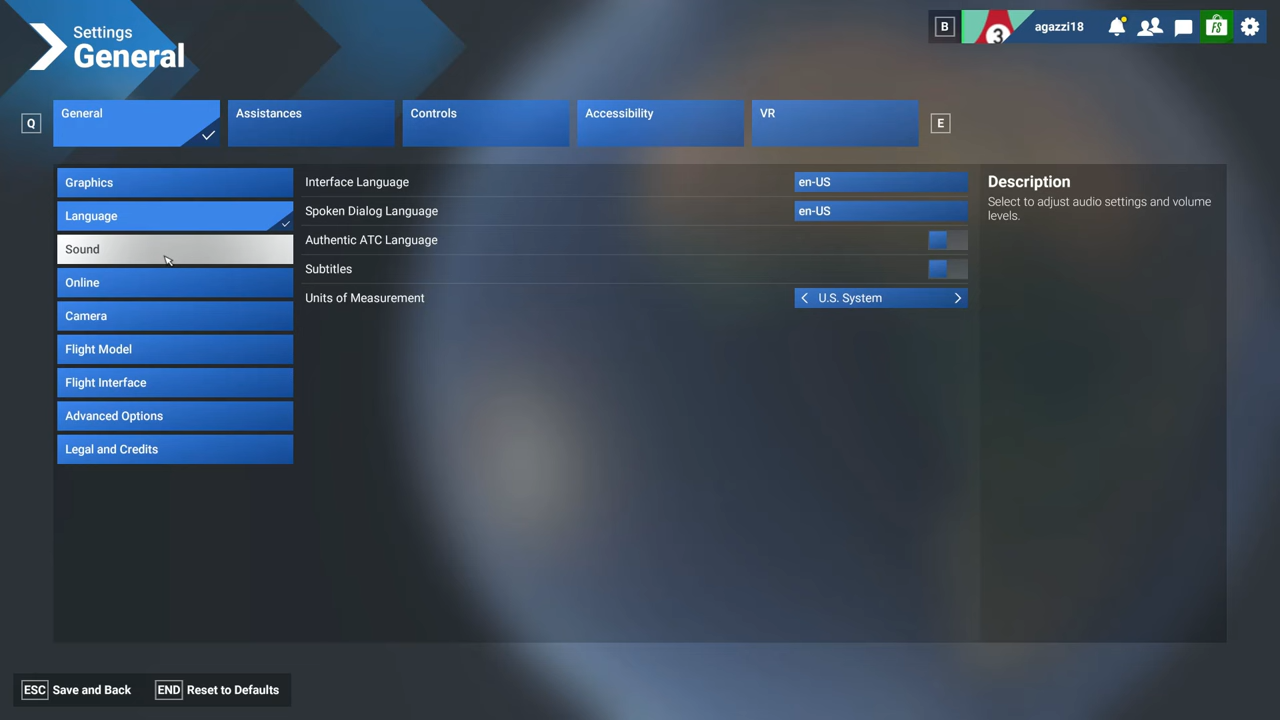 Settings
General
B
3
agazzi18
FS
Q
General
Assistances
Controls
Accessibility
VR
E
Graphics
Language
Sound
Online
Camera
Flight Model
Flight Interface
Advanced Options
Legal and Credits
Interface Language
en-US
Spoken Dialog Language
en-US
Authentic ATC Language
Subtitles
Units of Measurement
U.S. System
Description
Select to adjust audio settings and volume
levels.
ESC Save and Back
END Reset to Defaults